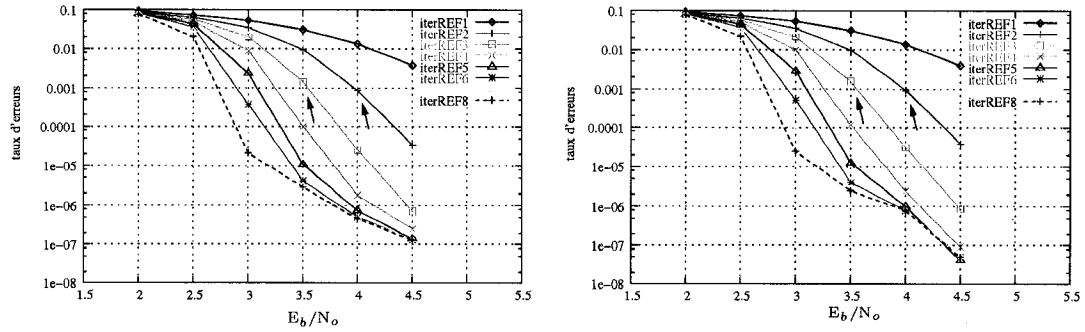 0.1
0.01
0.001
0.0001
1e-05
1e-06
1e-07
1e-08
taux d'erreurs
1.5 2 2.5 3 3.5 4 4.5 5 5.5
E_b/N_o
iterREF1
iterREF2
iterREF3
iterREF4
iterREF5
iterREF6
iterREF8
0.1
0.01
0.001
0.0001
1e-05
1e-06
1e-07
1e-08
taux d'erreurs
1.5 2 2.5 3 3.5 4 4.5 5 5.5
E_b/N_o
iterREF1
iterREF2
iterREF3
iterREF4
iterREF5
iterREF6
iterREF8